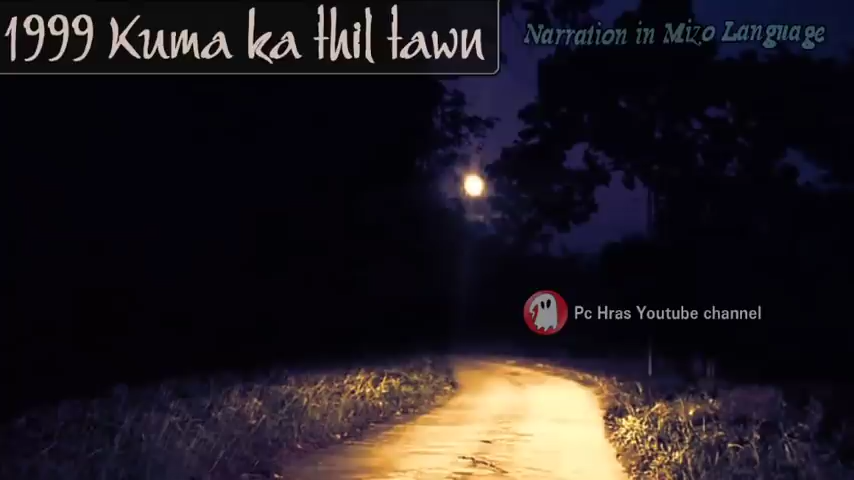 1999 Kuma ka thil tawn
Narration in Mizo Language
Pc Hras Youtube channel